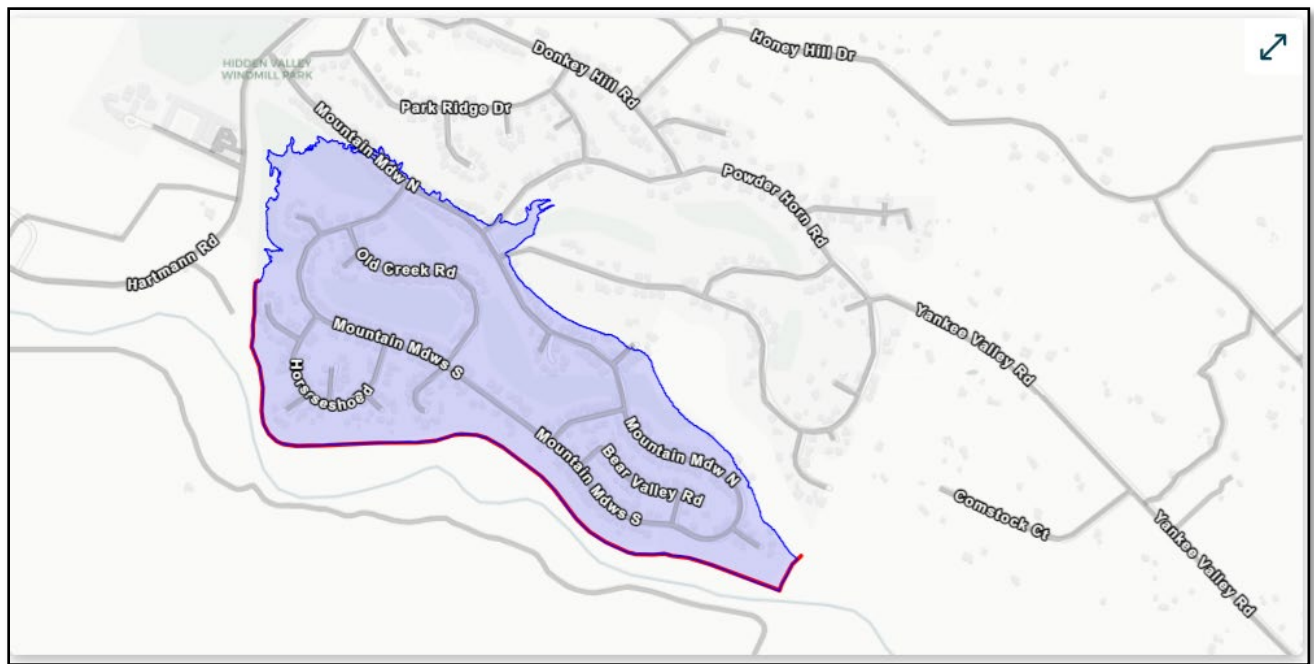 Honey Hill Dr
Donkey Hill Rd
HIDDEN VALLEY
WINDMILL PARK
Park Ridge Dr
Mountain Mdw N
Powder Horn Rd
Hartmann Rd
Old Creek Rd
Yankee Valley Rd
Mountain Mdws S
Mountain Mdw N
Mountain Mdws S
Bear Valley Rd
Comstock Ct
Yankee Valley Rd